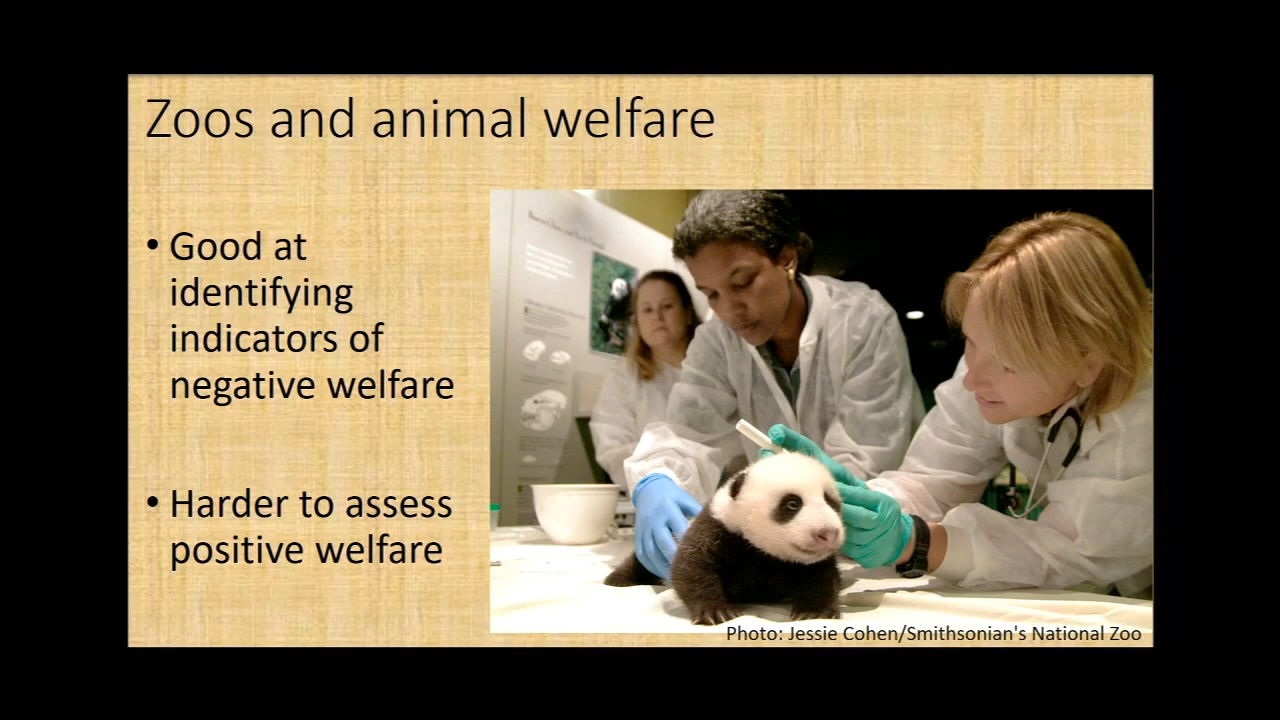 Zoos and animal welfare
• Good at
identifying
indicators of
negative welfare
• Harder to assess
positive welfare
Photo: Jessie Cohen/Smithsonian's National Zoo